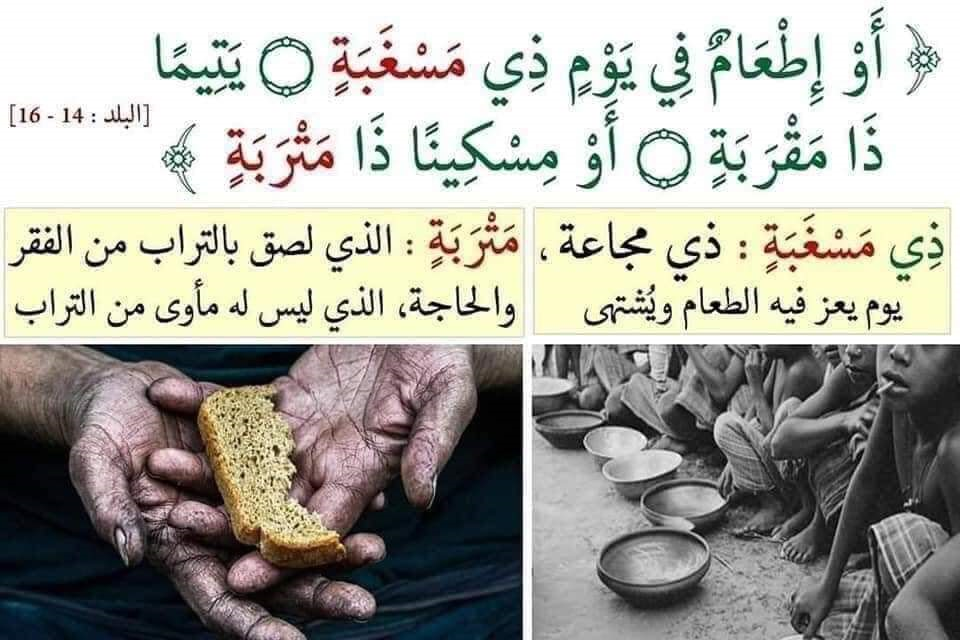 ﴿ أَوْ إِطْعَامٌ فِي يَوْمٍ ذِي مَسْغَبَةٍ ۝ يَتِيمًا
ذَا مَقْرَبَةٍ ۝ أَوْ مِسْكِينًا ذَا مَتْرَبَةٍ ﴾
[البلد : 14 - 16]
ذِي مَسْغَبَةٍ : ذي مجاعة ،
يوم يعز فيه الطعام ويُشتهى
مَتْرَبَةٍ : الذي لصق بالتراب من الفقر
والحاجة، الذي ليس له مأوى من التراب